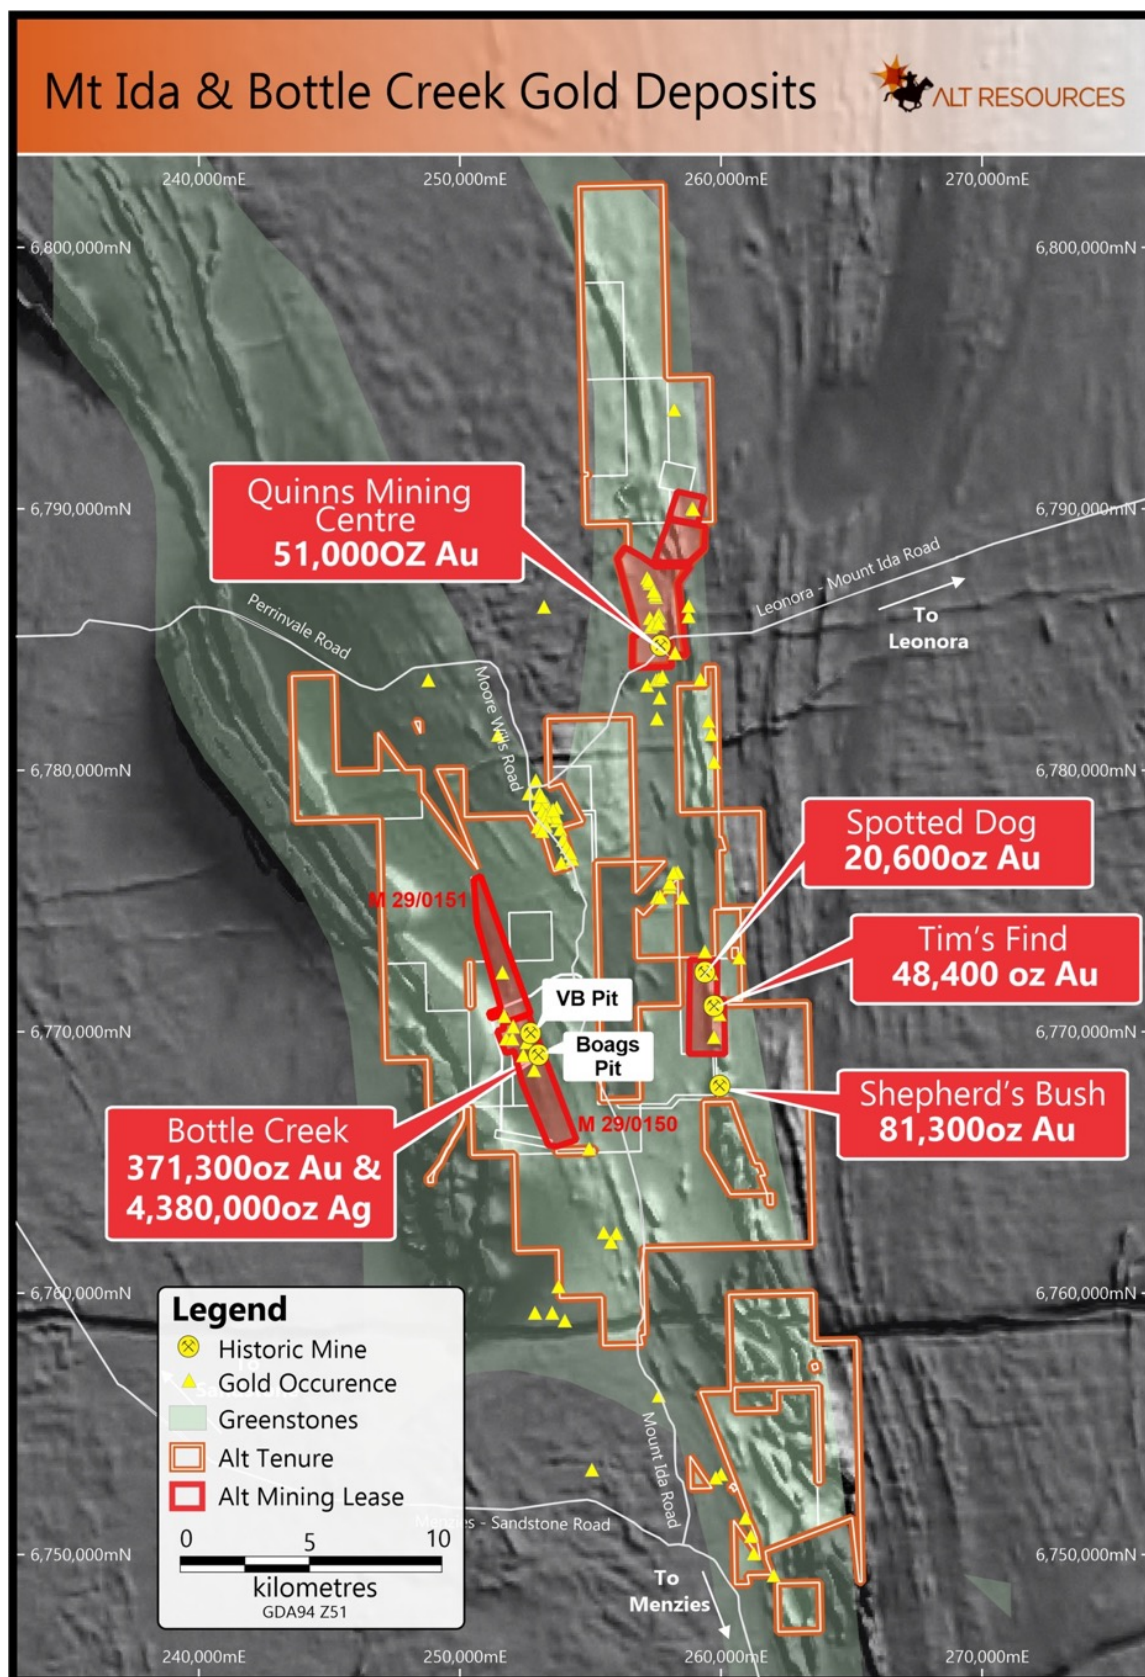 Mt Ida & Bottle Creek Gold Deposits
ALT RESOURCES
240,000mE
250,000mE
260,000mE
270,000mE
6,800,000mN
6,800,000mN
Quinns Mining
Centre
51,000OZ Au
6,790,000mN
6,790,000mN
Leonora - Mount Ida Road
To
Leonora
Perrinvale Road
Moore Wills Road
6,780,000mN
6,780,000mN
Spotted Dog
20,600oz Au
M 29/0151
Tim's Find
48,400 oz Au
VB Pit
6,770,000mN
6,770,000mN
Boags
Pit
Shepherd's Bush
81,300oz Au
Bottle Creek
371,300oz Au &
4,380,000oz Ag
M 29/0150
6,760,000mN
6,760,000mN
Legend
Historic Mine
To
Gold Occurence
Greenstones
Alt Tenure
Alt Mining Lease
Mount Ida Road
Menzies - Sandstone Road
0
5
10
kilometres
GDA94 Z51
6,750,000mN
6,750,000mN
To
Menzies
240,000mE
250,000mE
260,000mE
270,000mE